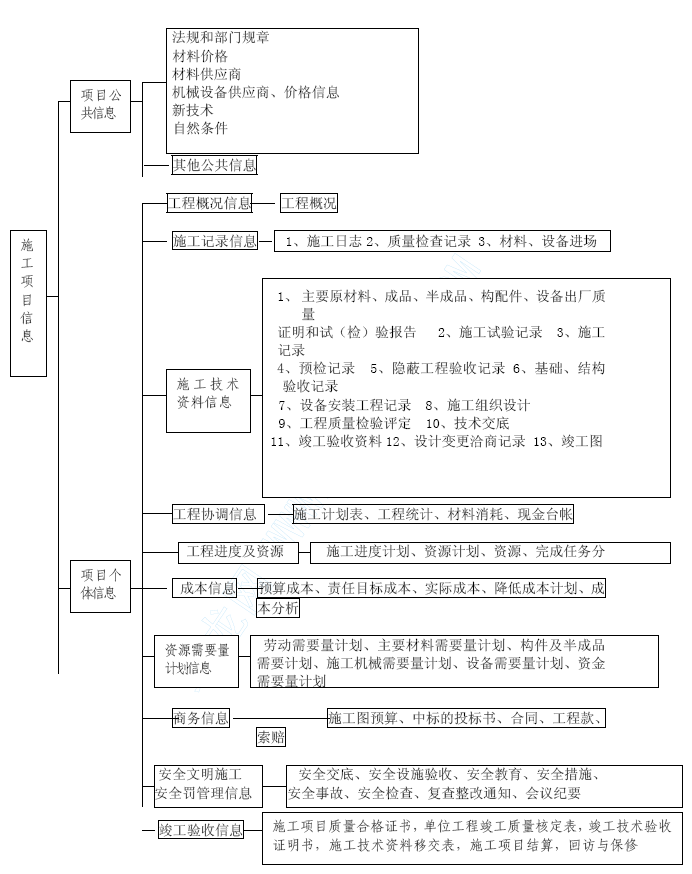 法规和部门规章
材料价格
材料供应商
机械设备供应商、价格信息
新技术
自然条件
项目公
共信息
其他公共信息
工程概况信息
工程概况
施工记录信息
1、施工日志 2、质量检查记录 3、材料、设备进场
施
工
项
目
信
息
1、 主要原材料、成品、半成品、构配件、设备出厂质
量
证明和试（检）验报告 2、施工试验记录 3、施工
记录
4、预检记录 5、隐蔽工程验收记录 6、基础、结构
验收记录
7、设备安装工程记录 8、施工组织设计
9、工程质量检验评定 10、技术交底
11、竣工验收资料 12、设计变更洽商记录 13、竣工图
施工技术
资料信息
工程协调信息
施工计划表、工程统计、材料消耗、现金台帐
工程进度及资源
施工进度计划、资源计划、资源、完成任务分
项目个
体信息
成本信息
预算成本、责任目标成本、实际成本、降低成本计划、成
本分析
资源需要量
计划信息
劳动需要量计划、主要材料需要量计划、构件及半成品
需要计划、施工机械需要量计划、设备需要量计划、资金
需要量计划
商务信息
施工图预算、中标的投标书、合同、工程款、
索赔
安全文明施工
安全罚管理信息
安全交底、安全设施验收、安全教育、安全措施、
安全事故、安全检查、复查整改通知、会议纪要
竣工验收信息
施工项目质量合格证书，单位工程竣工质量核定表，竣工技术验收
证明书，施工技术资料移交表，施工项目结算，回访与保修